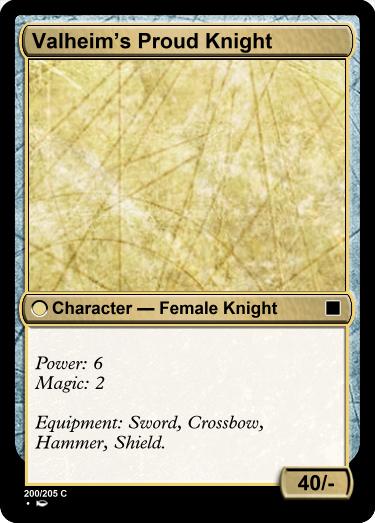 Valheim's Proud Knight
Character — Female Knight
Power: 6
Magic: 2
Equipment: Sword, Crossbow,
Hammer, Shield.
40/-
200/205 C